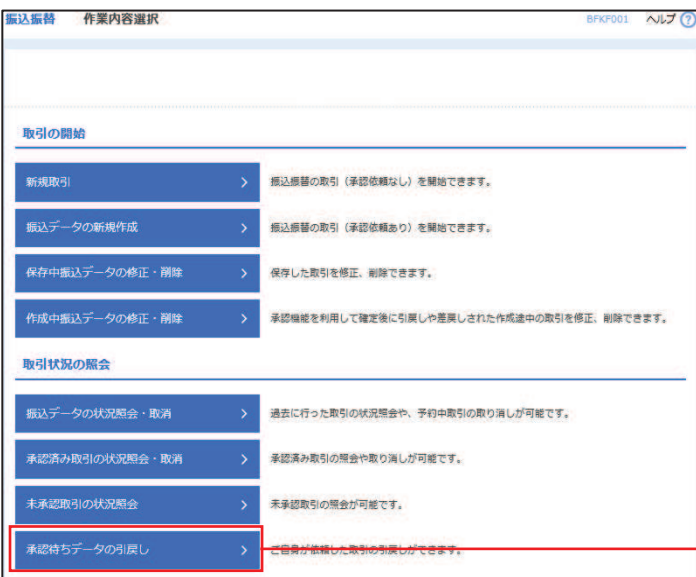 振込振替 作業内容選択 BFKF001 ヘルプ ?
取引の開始
新規取引 > 振込振替の取引（承認依頼なし）を開始できます。
振込データの新規作成 > 振込振替の取引（承認依頼あり）を開始できます。
保存中振込データの修正・削除 > 保存した取引を修正、削除できます。
作成中振込データの修正・削除 > 承認機能を利用して確定後に引戻しや差戻しされた作成途中の取引を修正、削除できます。
取引状況の照会
振込データの状況照会・取消 > 過去に行った取引の状況照会や、予約中取引の取り消しが可能です。
承認済み取引の状況照会・取消 > 承認済み取引の照会や取り消しが可能です。
未承認取引の状況照会 > 未承認取引の照会が可能です。
承認待ちデータの引戻し > ご自身が依頼した取引の引戻しができます。